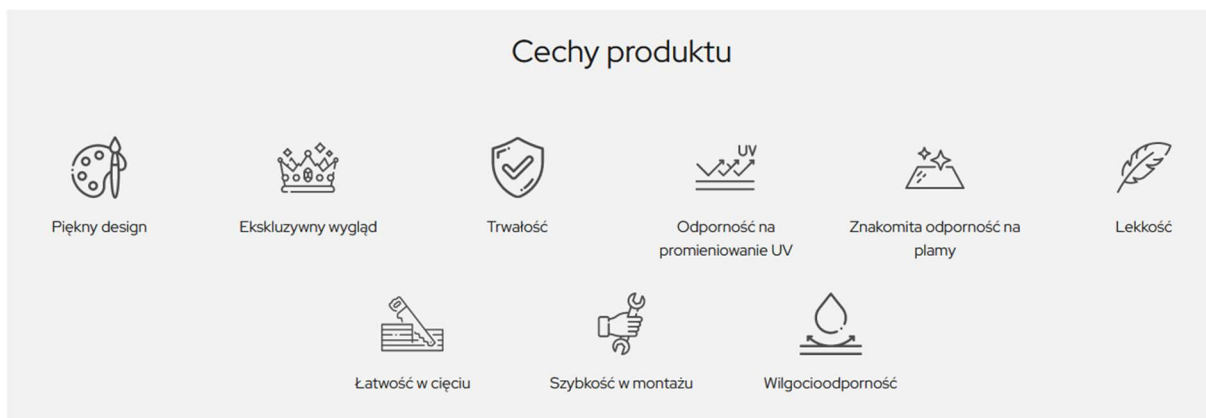 Cechy produktu
UV
Piękny design
Ekskluzywny wygląd
Trwałość
Odporność na
promieniowanie UV
Znakomita odporność na
plamy
Lekkość
Łatwość w cięciu
Szybkość w montażu
Wilgocioodporność